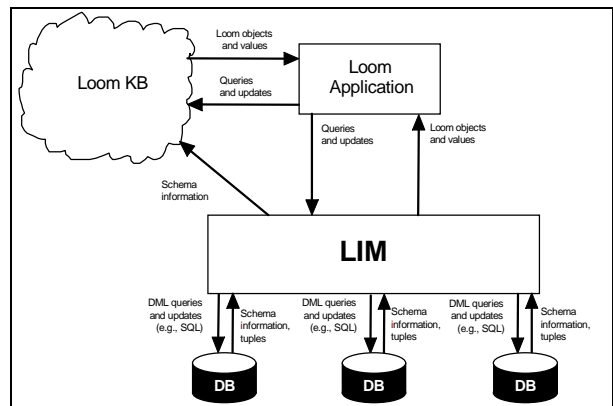 Loom objects
and values
Loom KB
Loom
Application
Queries
and updates
Queries
and updates
Loom objects
and values
Schema
information
LIM
DML queries
and updates
(e.g., SQL)
Schema
information,
tuples
DML queries
and updates
(e.g., SQL)
Schema
information,
tuples
DML queries
and updates
(e.g., SQL)
Schema
information,
tuples
DB
DB
DB